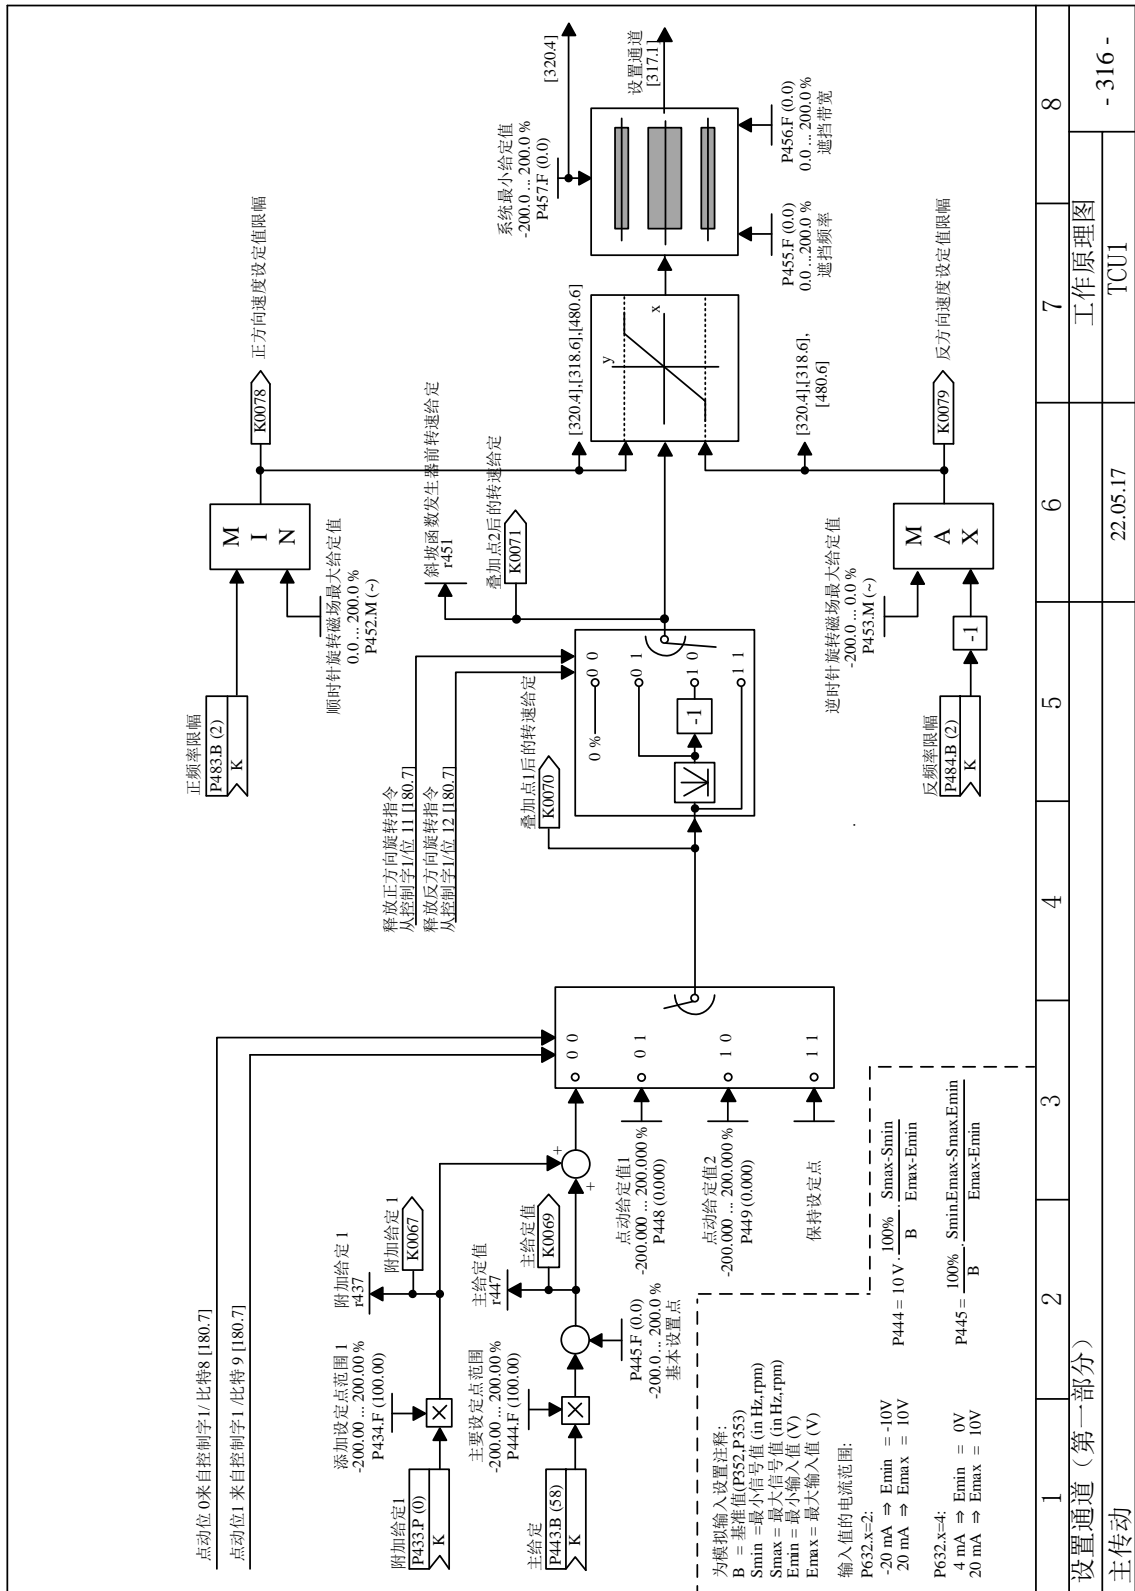 点动位 0来自控制字1/ 比特8 [180.7]
点动位1 来自控制字1 /比特 9 [180.7]
附加给定1
P433.P (0)
K
添加设定点范围 1
-200.00 ... 200.00 %
P434.F (100.00)
附加给定 1
r437
附加给定 1
K0067
主给定
P443.B (58)
K
主要设定点范围
-200.00 ... 200.00 %
P444.F (100.00)
主给定值
r447
主给定值
K0069
P445.F (0.0)
-200.0 ... 200.0 %
基本设置点
+
+
点动给定值1
-200.000 ... 200.000 %
P448 (0.000)
点动给定值2
-200.000 ... 200.000 %
P449 (0.000)
保持设定点
0 0
0 1
1 0
1 1
释放正方向旋转指令
从控制字1/位 11 [180.7]
释放反方向旋转指令
从控制字1/位 12 [180.7]
叠加点1后的转速给定
K0070
0 %
0 0
0 1
1 0
1 1
-1
正频率限幅
P483.B (2)
K
顺时针旋转磁场最大给定值
0.0 ... 200.0 %
P452.M (~)
M
I
N
K0078
正方向速度设定值限幅
斜坡函数发生器前转速给定
r451
叠加点2后的转速给定
K0071
[320.4],[318.6],[480.6]
y
x
[320.4],[318.6],
[480.6]
反频率限幅
P484.B (2)
K
-1
逆时针旋转磁场最大给定值
-200.0 ... 0.0 %
P453.M (~)
M
A
X
K0079
反方向速度设定值限幅
系统最小给定值
-200.0 ... 200.0 %
P457.F (0.0)
[320.4]
设置通道
[317.1]
P455.F (0.0)
0.0 ...200.0 %
遮挡频率
P456.F (0.0)
0.0 ... 200.0 %
遮挡带宽
为模拟输入设置注释:
B = 基准值(P352,P353)
Smin =最小信号值 (in Hz,rpm)
Smax = 最大信号值 (in Hz,rpm)
Emin = 最小输入值 (V)
Emax = 最大输入值 (V)
输入值的电流范围:
P632.x=2:
-20 mA ⇒ Emin = -10V
20 mA ⇒ Emax = 10V
P632.x=4:
4 mA ⇒ Emin = 0V
20 mA ⇒ Emax = 10V
P444 = 10 V . 100% / B . Smax-Smin / Emax-Emin
P445 = 100% / B . Smin.Emax-Smax.Emin / Emax-Emin
1 2 3 4 5 6 7 8
设置通道（第一部分）
主传动
22.05.17
工作原理图
TCU1
- 316 -